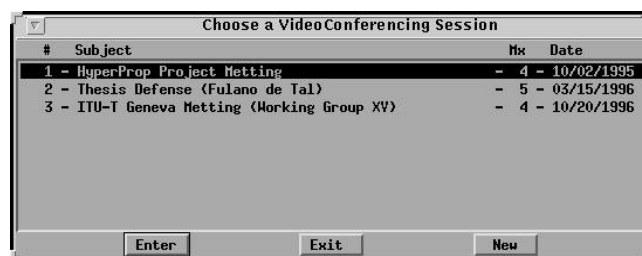 Choose a VideoConferencing Session
# Subject Mx Date
1 - HyperProp Project Metting - 4 - 10/02/1995
2 - Thesis Defense (Fulano de Tal) - 5 - 03/15/1996
3 - ITU-T Geneva Metting (Working Group XV) - 4 - 10/20/1996
Enter Exit New